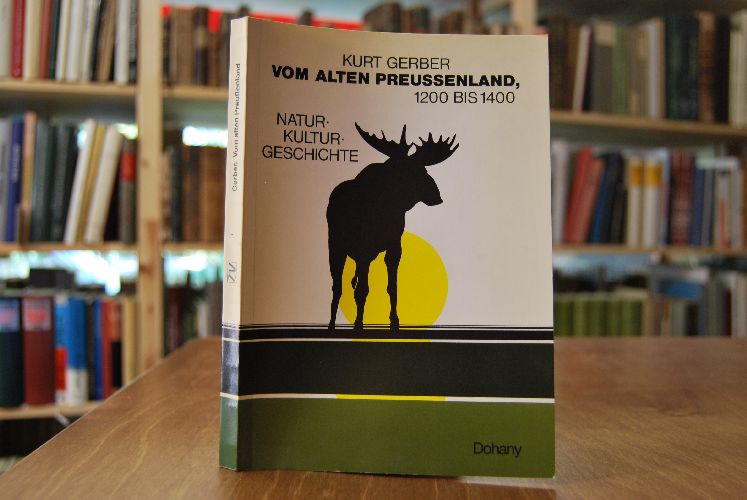 KURT GERBER
VOM ALTEN PREUSSENLAND,
1200 BIS 1400
NATUR·
KULTUR·
GESCHICHTE
Dohany
Gerber, Vom alten Preußenland